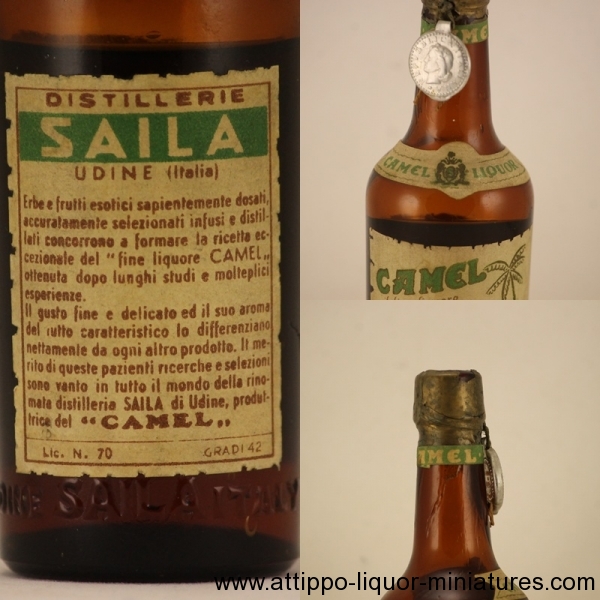 DISTILLERIE
SAILA
UDINE (Italia)
Erbe e frutti esotici sapientemente dosati,
accuratamente selezionati infusi e distil-
lati concorrono a formare la ricetta ec-
cezionale del "fine liquore CAMEL„
ottenuta dopo lunghi studi e molteplici
esperienze.
Il gusto fine e delicato ed il suo aroma
del tutto caratteristico lo differenziano
nettamente da ogni altro prodotto. Il me-
rito di queste pazienti ricerche e selezioni
sono vanto in tutto il mondo della rino-
mata distilleria SAILA di Udine, produt-
trice del "CAMEL„
Lic. N. 70 GRADI 42
UDINE SAILA ITALY
CAMEL LIQUOR
CAMEL
MEL
www.attippo-liquor-miniatures.com